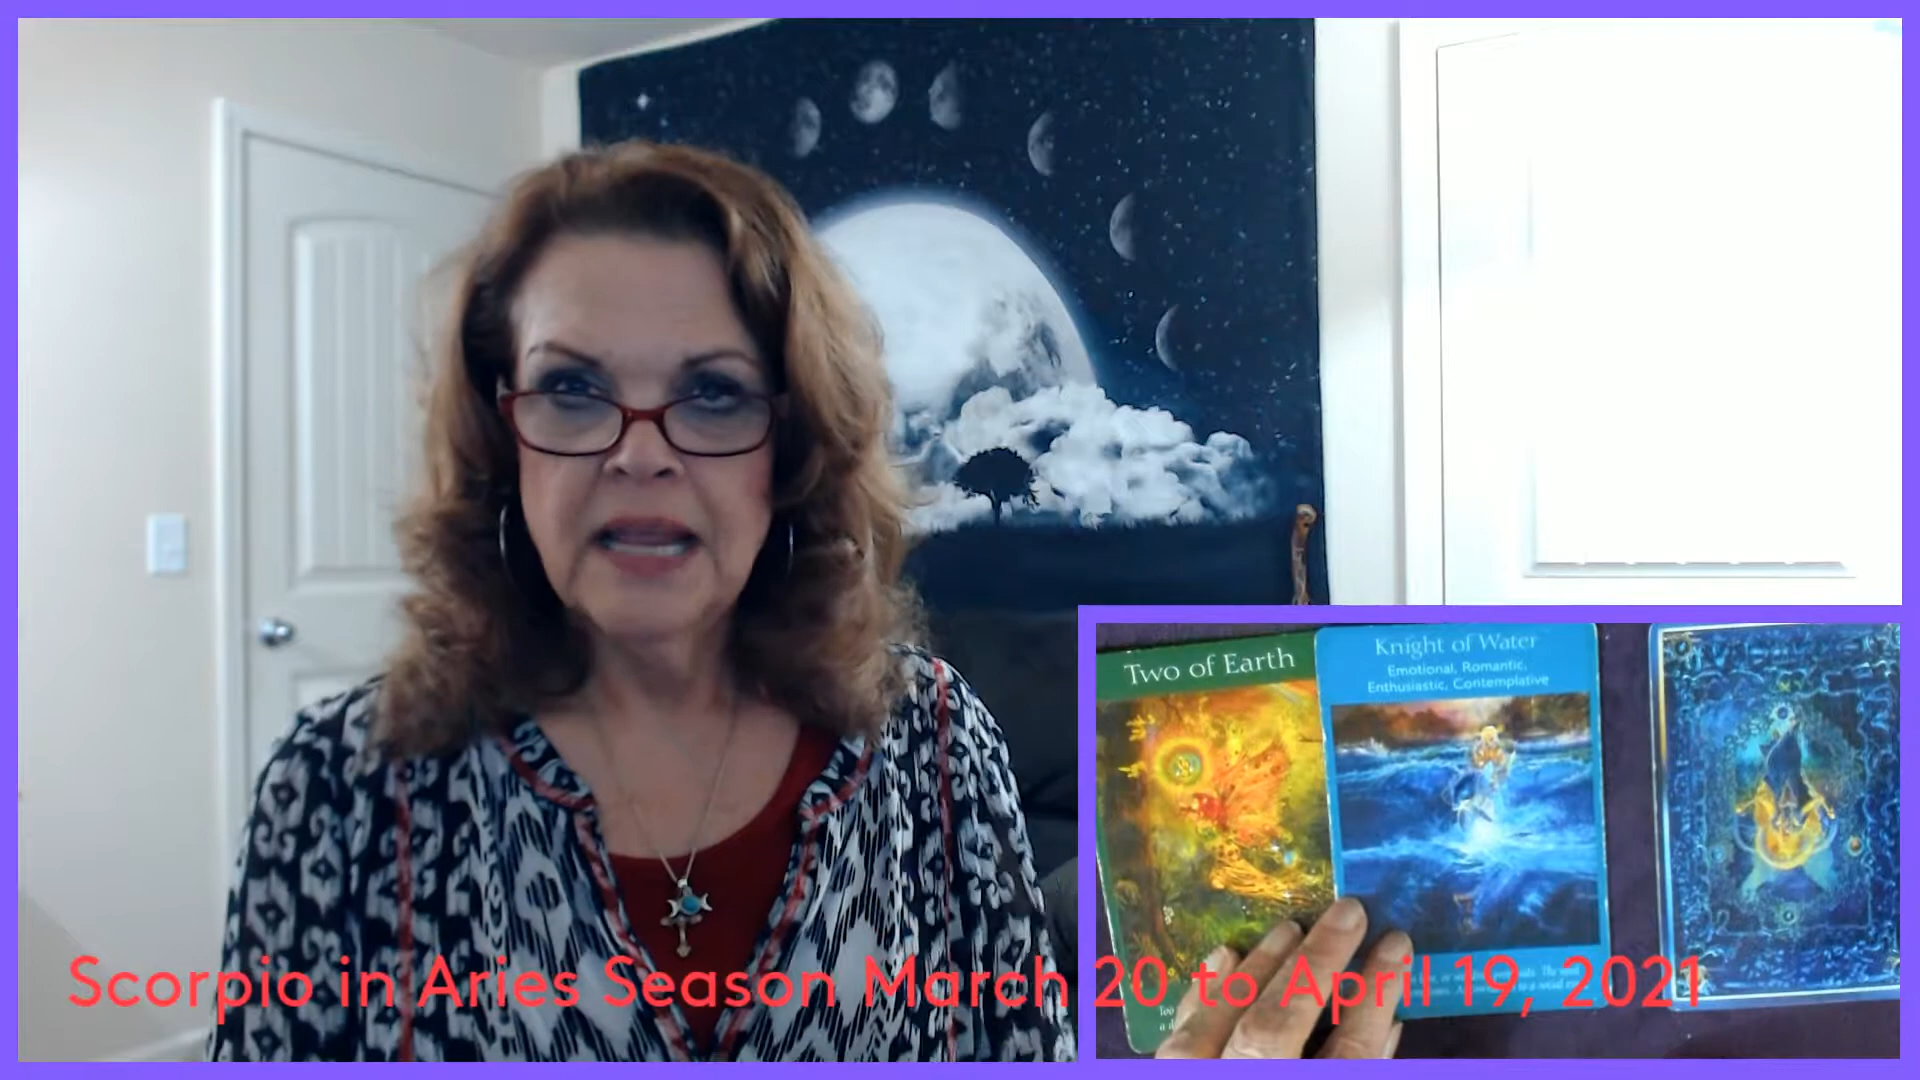 Two of Earth
Knight of Water
Emotional, Romantic,
Enthusiastic, Contemplative
Scorpio in Aries Season March 20 to April 19, 2021